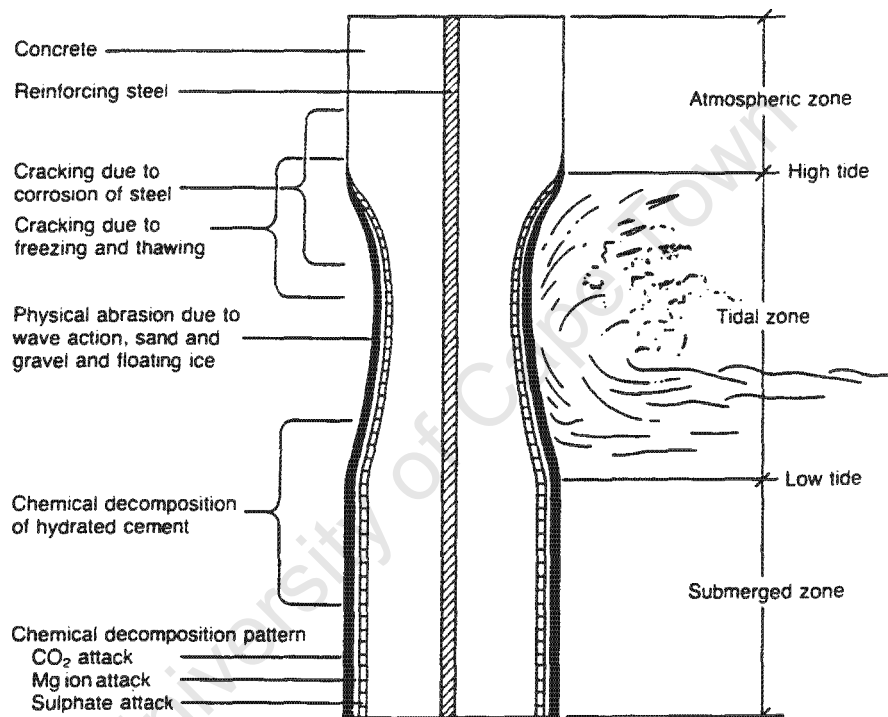 Concrete
Reinforcing steel
Cracking due to
corrosion of steel
Cracking due to
freezing and thawing
Physical abrasion due to
wave action, sand and
gravel and floating ice
Chemical decomposition
of hydrated cement
Chemical decomposition pattern
CO₂ attack
Mg ion attack
Sulphate attack
Atmospheric zone
High tide
Tidal zone
Low tide
Submerged zone
University of Cape Town